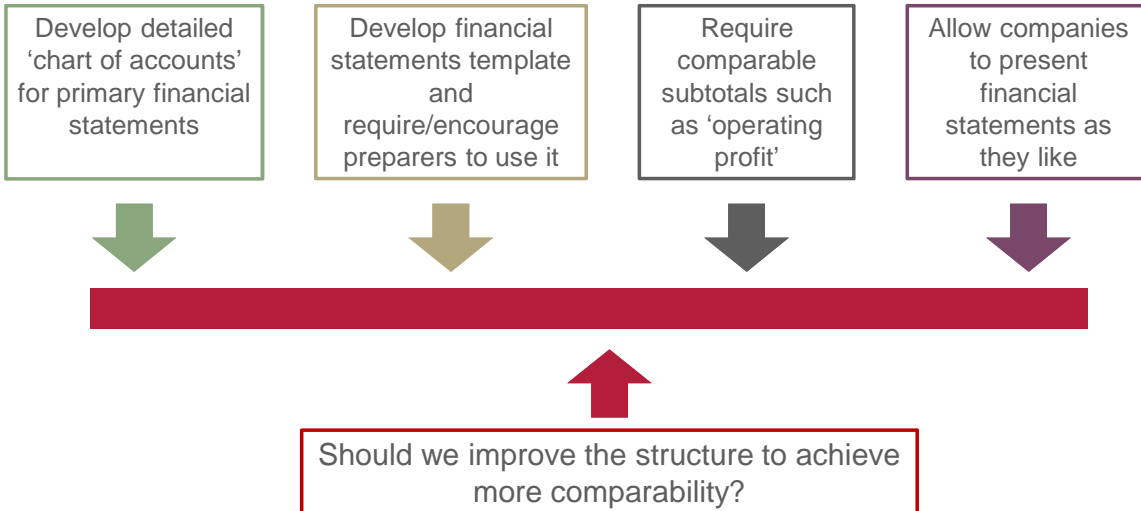 Develop detailed
‘chart of accounts’
for primary financial
statements
Develop financial
statements template
and
require/encourage
preparers to use it
Require
comparable
subtotals such
as ‘operating
profit’
Allow companies
to present
financial
statements as
they like
Should we improve the structure to achieve
more comparability?